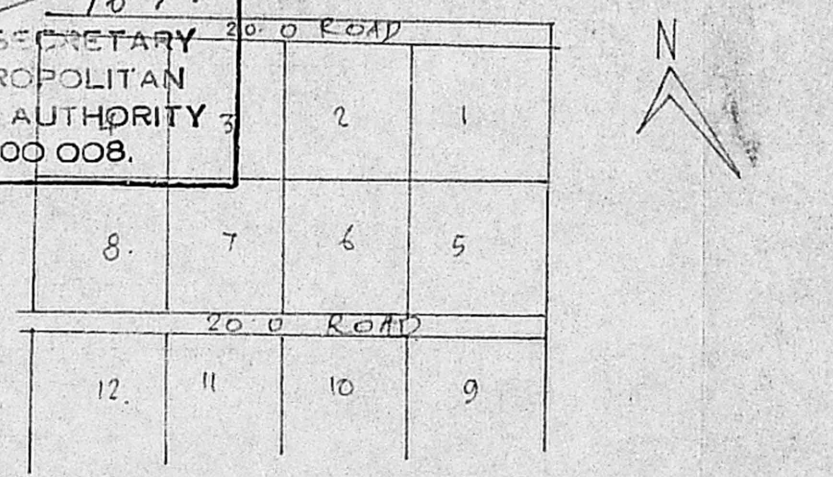 SECRETARY
ROPOLITAN
AUTHORITY
00 008.
20.0 ROAD
N
4 3 2 1
8. 7 6 5
20.0 ROAD
12. 11 10 9